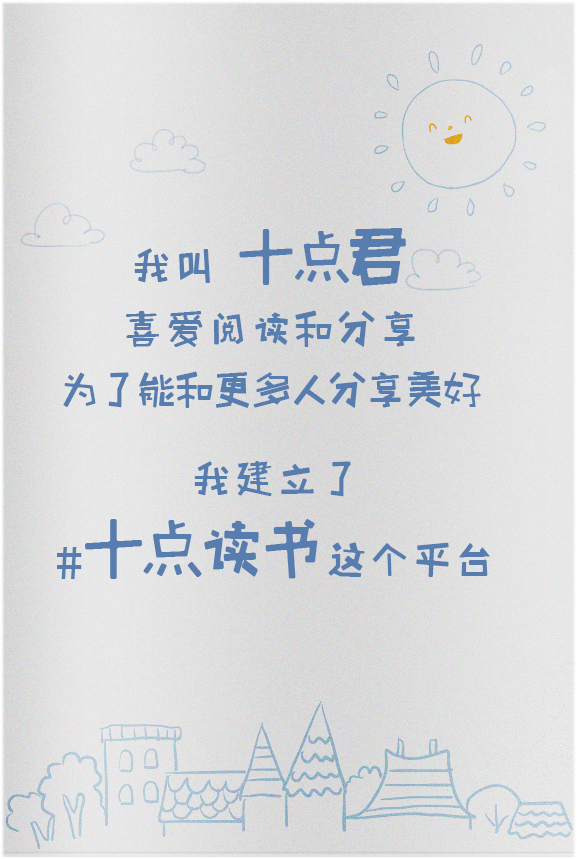 我叫 十点君
喜爱阅读和分享
为了能和更多人分享美好
我建立了
#十点读书这个平台